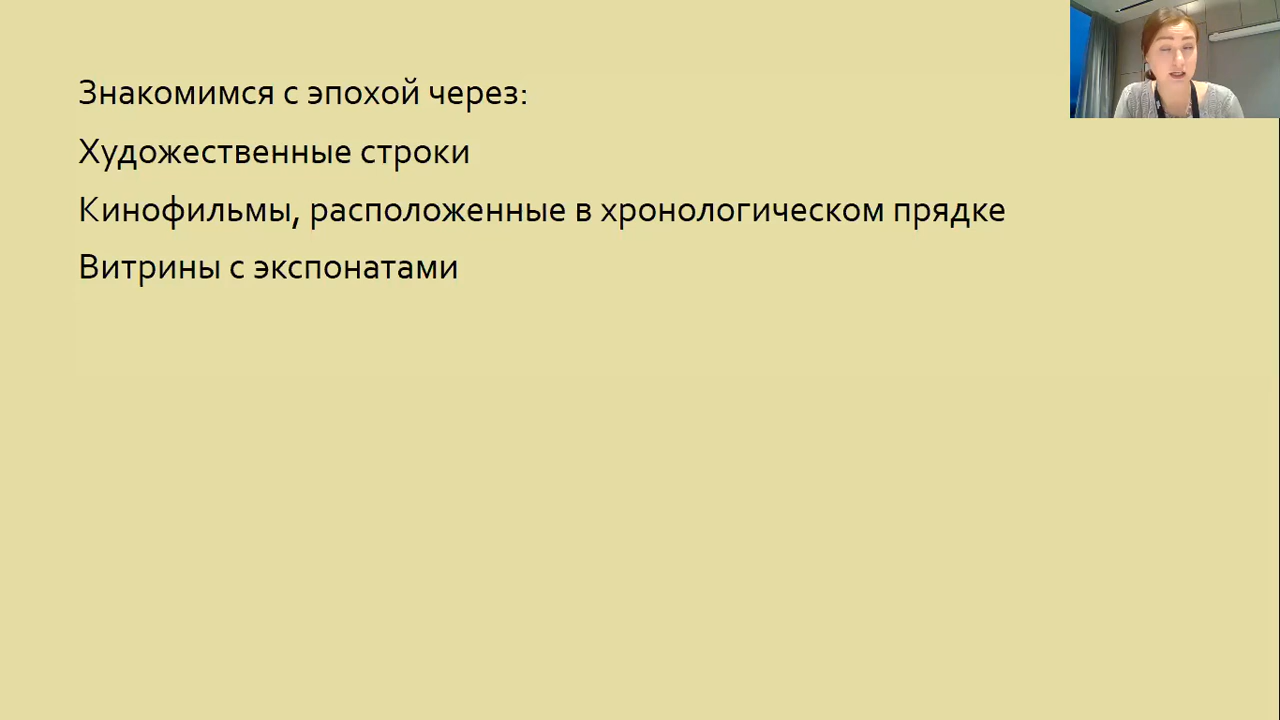 Знакомимся с эпохой через:
Художественные строки
Кинофильмы, расположенные в хронологическом прядке
Витрины с экспонатами